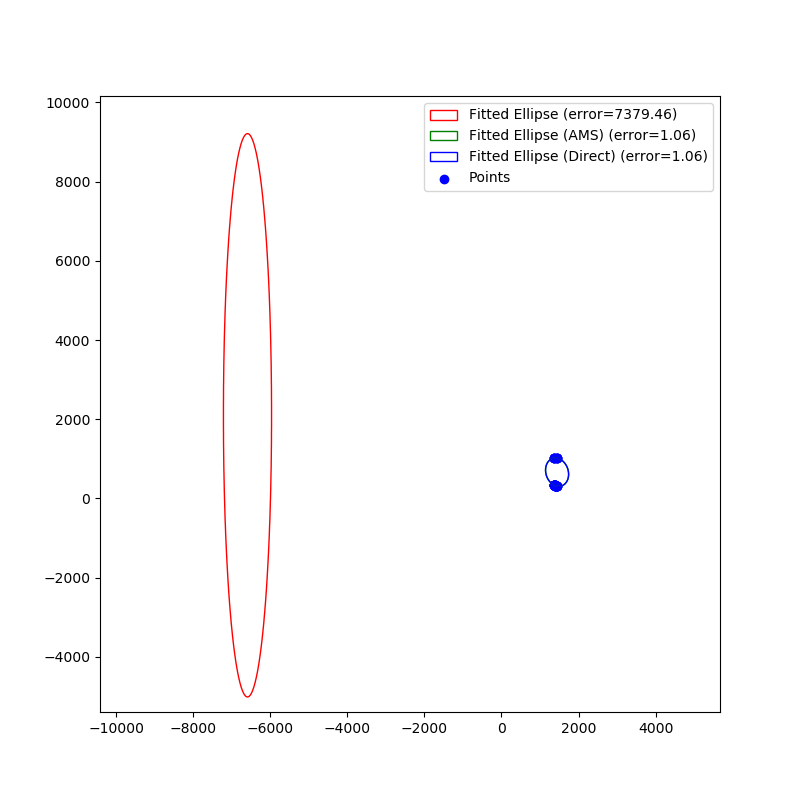 Fitted Ellipse (error=7379.46)
Fitted Ellipse (AMS) (error=1.06)
Fitted Ellipse (Direct) (error=1.06)
Points
10000
8000
6000
4000
2000
0
−2000
−4000
−10000 −8000 −6000 −4000 −2000 0 2000 4000